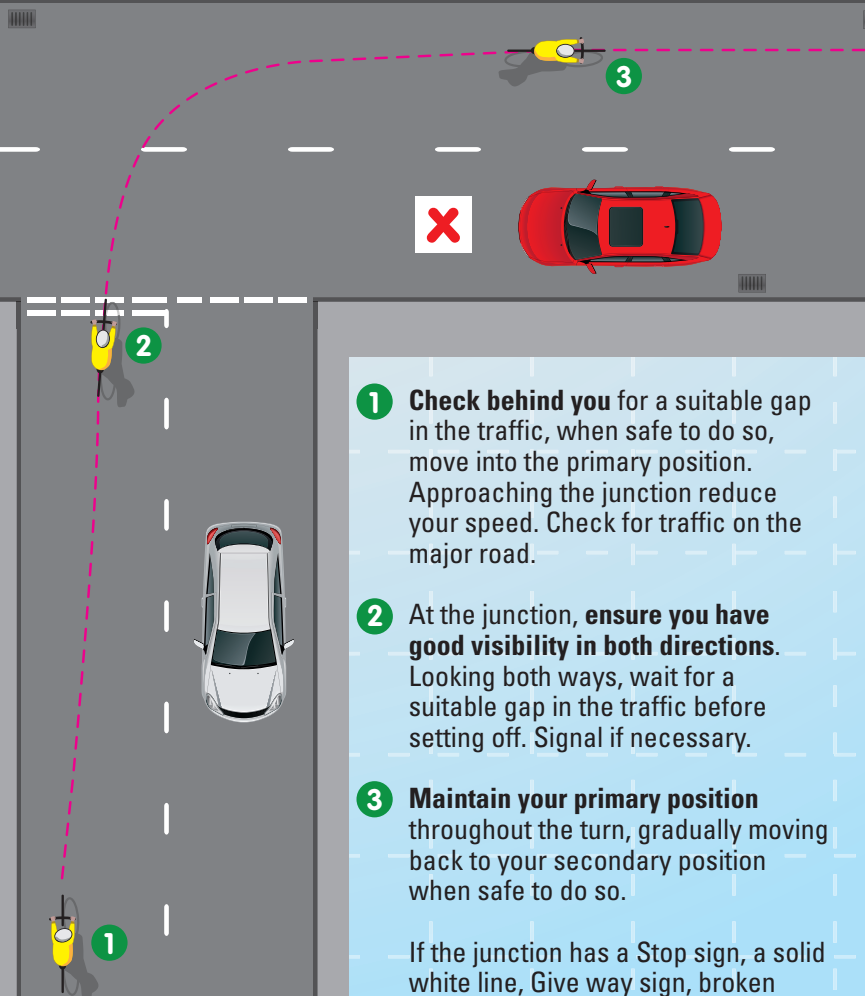 3
2
1
1 Check behind you for a suitable gap
in the traffic, when safe to do so,
move into the primary position.
Approaching the junction reduce
your speed. Check for traffic on the
major road.
2 At the junction, ensure you have
good visibility in both directions.
Looking both ways, wait for a
suitable gap in the traffic before
setting off. Signal if necessary.
3 Maintain your primary position
throughout the turn, gradually moving
back to your secondary position
when safe to do so.
If the junction has a Stop sign, a solid
white line, Give way sign, broken